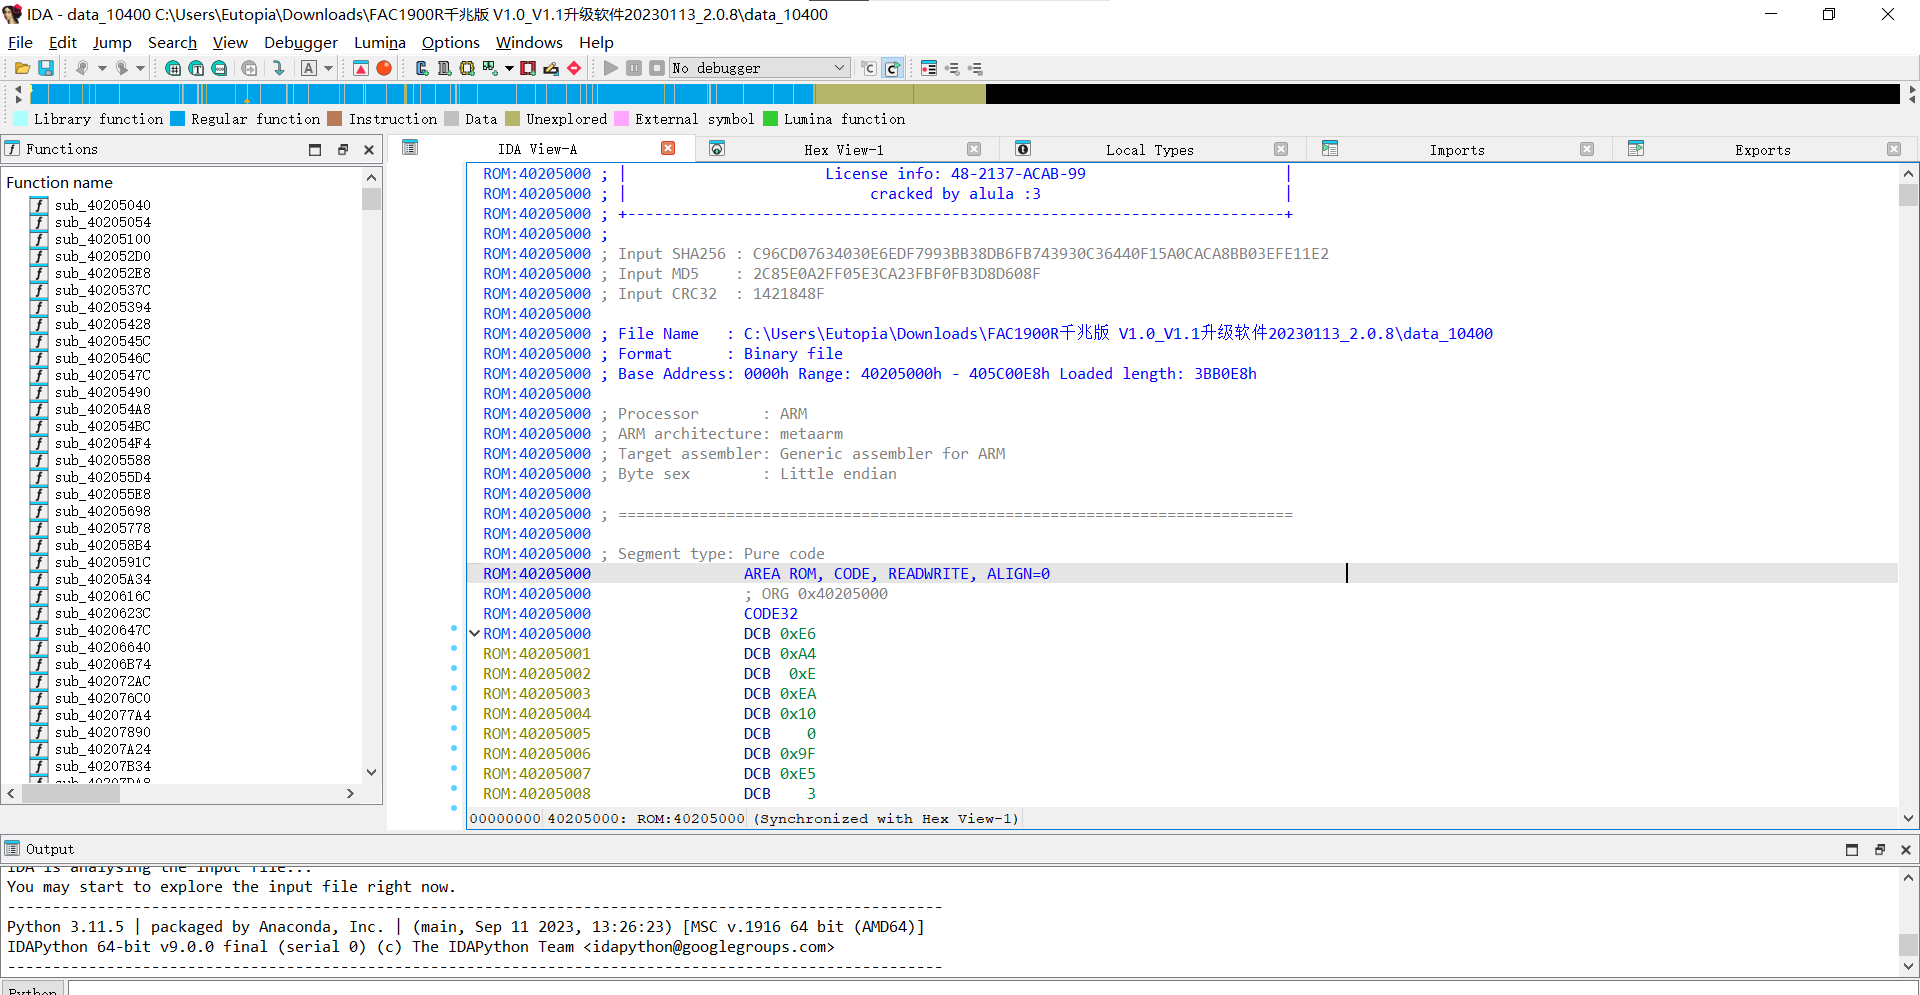 IDA - data_10400 C:\Users\Eutopia\Downloads\FAC1900R千兆版 V1.0_V1.1升级软件20230113_2.0.8\data_10400
File Edit Jump Search View Debugger Lumina Options Windows Help
No debugger
Library function Regular function Instruction Data Unexplored External symbol Lumina function
Functions
Function name
sub_40205040
sub_40205054
sub_40205100
sub_402052D0
sub_402052E8
sub_4020537C
sub_40205394
sub_40205428
sub_4020545C
sub_4020546C
sub_4020547C
sub_40205490
sub_402054A8
sub_402054BC
sub_402054F4
sub_40205588
sub_402055D4
sub_402055E8
sub_40205698
sub_40205778
sub_402058B4
sub_4020591C
sub_40205A34
sub_4020616C
sub_4020623C
sub_4020647C
sub_40206640
sub_40206B74
sub_402072AC
sub_402076C0
sub_402077A4
sub_40207890
sub_40207A24
sub_40207B34
sub_40207DA8
IDA View-A Hex View-1 Local Types Imports Exports
ROM:40205000 ; | License info: 48-2137-ACAB-99 |
ROM:40205000 ; | cracked by alula :3 |
ROM:40205000 ; +-------------------------------------------------------------------------+
ROM:40205000 ;
ROM:40205000 ; Input SHA256 : C96CD07634030E6EDF7993BB38DB6FB743930C36440F15A0CACA8BB03EFE11E2
ROM:40205000 ; Input MD5 : 2C85E0A2FF05E3CA23FBF0FB3D8D608F
ROM:40205000 ; Input CRC32 : 1421848F
ROM:40205000
ROM:40205000 ; File Name : C:\Users\Eutopia\Downloads\FAC1900R千兆版 V1.0_V1.1升级软件20230113_2.0.8\data_10400
ROM:40205000 ; Format : Binary file
ROM:40205000 ; Base Address: 0000h Range: 40205000h - 405C00E8h Loaded length: 3BB0E8h
ROM:40205000
ROM:40205000 ; Processor : ARM
ROM:40205000 ; ARM architecture: metaarm
ROM:40205000 ; Target assembler: Generic assembler for ARM
ROM:40205000 ; Byte sex : Little endian
ROM:40205000
ROM:40205000 ; ===========================================================================
ROM:40205000
ROM:40205000 ; Segment type: Pure code
ROM:40205000 AREA ROM, CODE, READWRITE, ALIGN=0
ROM:40205000 ; ORG 0x40205000
ROM:40205000 CODE32
ROM:40205000 DCB 0xE6
ROM:40205001 DCB 0xA4
ROM:40205002 DCB 0xE
ROM:40205003 DCB 0xEA
ROM:40205004 DCB 0x10
ROM:40205005 DCB 0
ROM:40205006 DCB 0x9F
ROM:40205007 DCB 0xE5
ROM:40205008 DCB 3
00000000 40205000: ROM:40205000 (Synchronized with Hex View-1)
Output
IDA is analysing the input file...
You may start to explore the input file right now.
--------------------------------------------------------------------------------------------------------
Python 3.11.5 | packaged by Anaconda, Inc. | (main, Sep 11 2023, 13:26:23) [MSC v.1916 64 bit (AMD64)]
IDAPython 64-bit v9.0.0 final (serial 0) (c) The IDAPython Team <idapython@googlegroups.com>
--------------------------------------------------------------------------------------------------------
Python